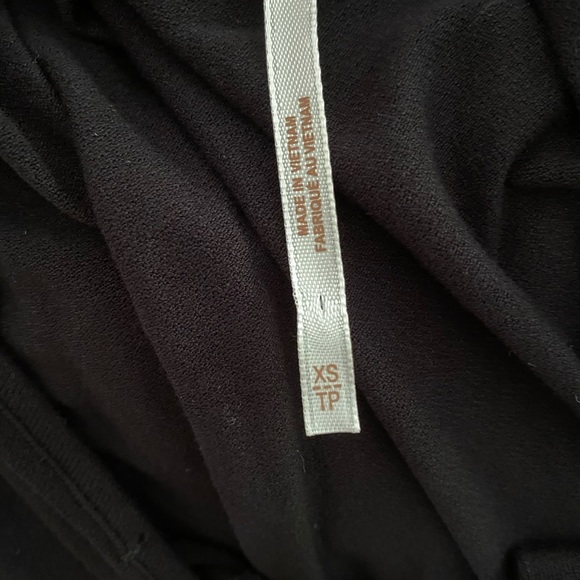 MADE IN VIETNAM
FABRIQUÉ AU VIETNAM
XS
TP